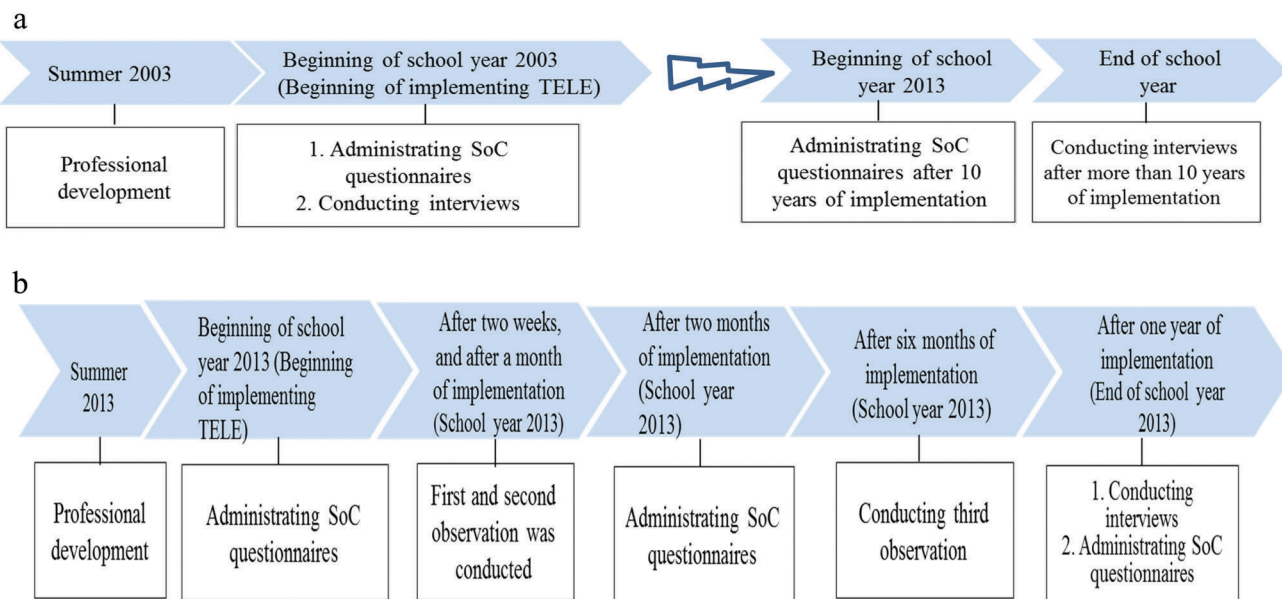 a
Summer 2003
Beginning of school year 2003
(Beginning of implementing TELE)
Beginning of school
year 2013
End of school
year
Professional
development
1. Administrating SoC
questionnaires
2. Conducting interviews
Administrating SoC
questionnaires after 10
years of implementation
Conducting interviews
after more than 10 years
of implementation
b
Summer
2013
Beginning of school
year 2013 (Beginning
of implementing
TELE)
After two weeks,
and after a month
of implementation
(School year 2013)
After two months
of implementation
(School year
2013)
After six months of
implementation
(School year 2013)
After one year of
implementation
(End of school year
2013)
Professional
development
Administrating SoC
questionnaires
First and second
observation was
conducted
Administrating SoC
questionnaires
Conducting third
observation
1. Conducting
interviews
2. Administrating SoC
questionnaires